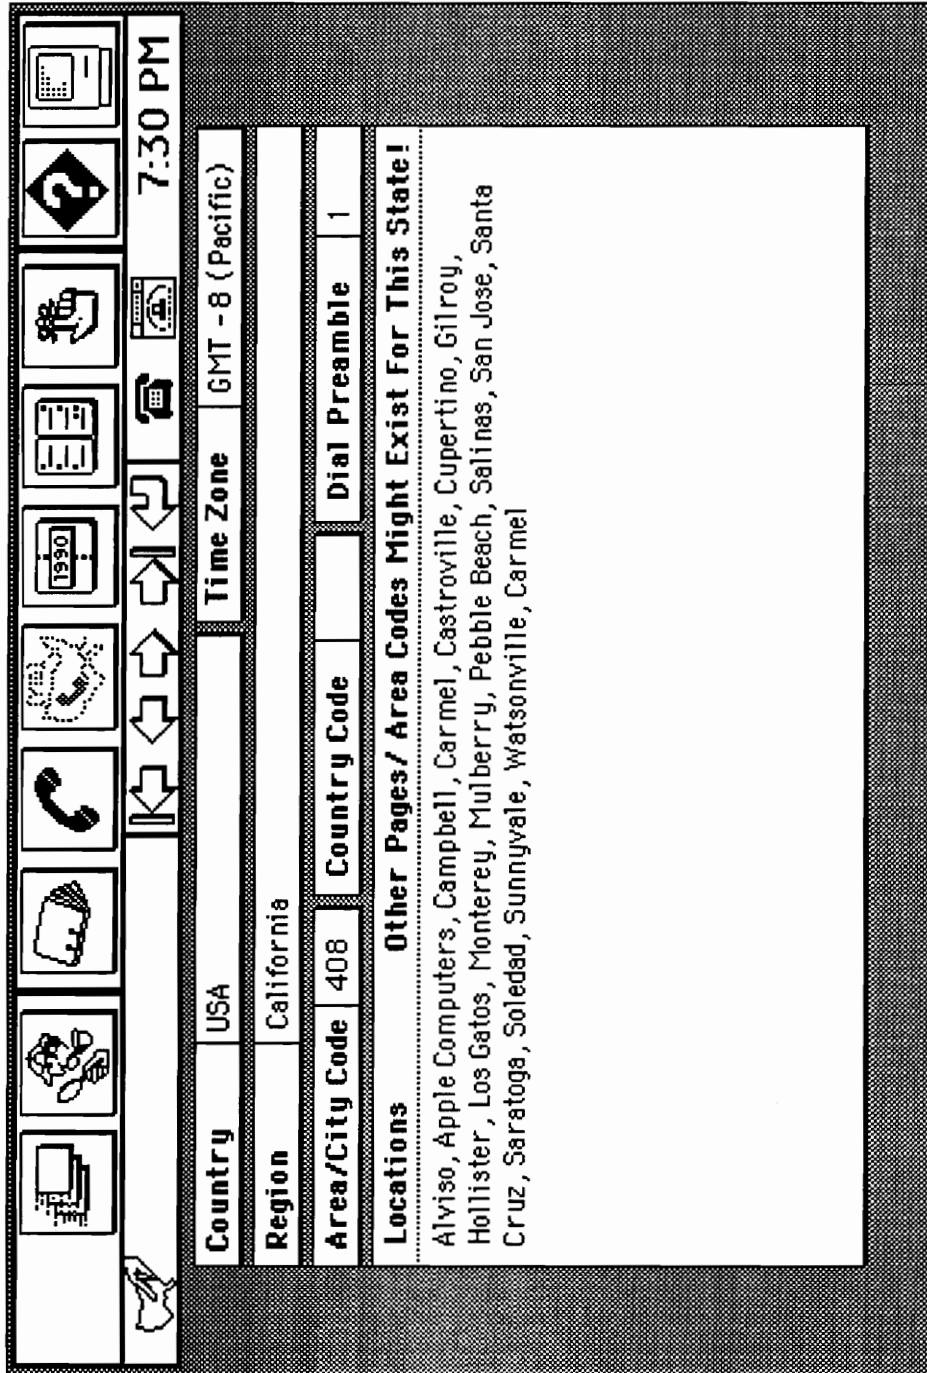 1990
7:30 PM
Country USA Time Zone GMT -8 (Pacific)
Region California
Area/City Code 408 Country Code Dial Preamble 1
Locations Other Pages/ Area Codes Might Exist For This State!
Alviso, Apple Computers, Campbell, Carmel, Castroville, Cupertino, Gilroy,
Hollister, Los Gatos, Monterey, Mulberry, Pebble Beach, Salinas, San Jose, Santa
Cruz, Saratoga, Soledad, Sunnyvale, Watsonville, Carmel